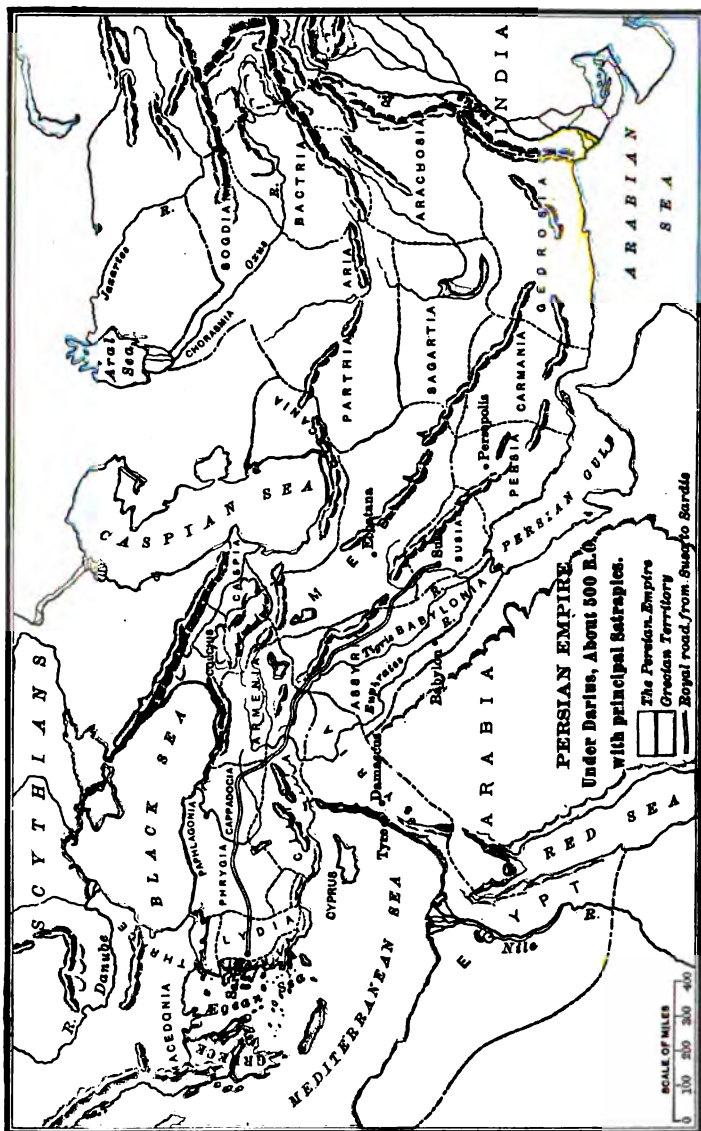 PERSIAN EMPIRE
Under Darius, About 500 B.C.
with principal Satrapies.
The Persian Empire
Grecian Territory
Royal road from Susa to Sardis
SCALE OF MILES
0 100 200 300 400
SCYTHIANS
R. Danube
BLACK SEA
THRACE
MACEDONIA
GREECE
PAPHLAGONIA
PHRYGIA
CAPPADOCIA
LYDIA
CYPRUS
MEDITERRANEAN SEA
COLCHIS
ARMENIA
CASPIA
CASPIAN SEA
Aral Sea
CHORASMIA
Jaxartes R.
Oxus R.
SOGDIANA
BACTRIA
ARIA
PARTHIA
SAGARTIA
ARACHOSIA
INDIA
GEDROSIA
CARMANIA
PERSIA
Persepolis
Ecbatana
SUSIA
PERSIAN GULF
ARABIAN SEA
Tigris R.
BABYLONIA
Euphrates R.
Babylon
Damascus
Tyre
ARABIA
RED SEA
EGYPT
Nile R.